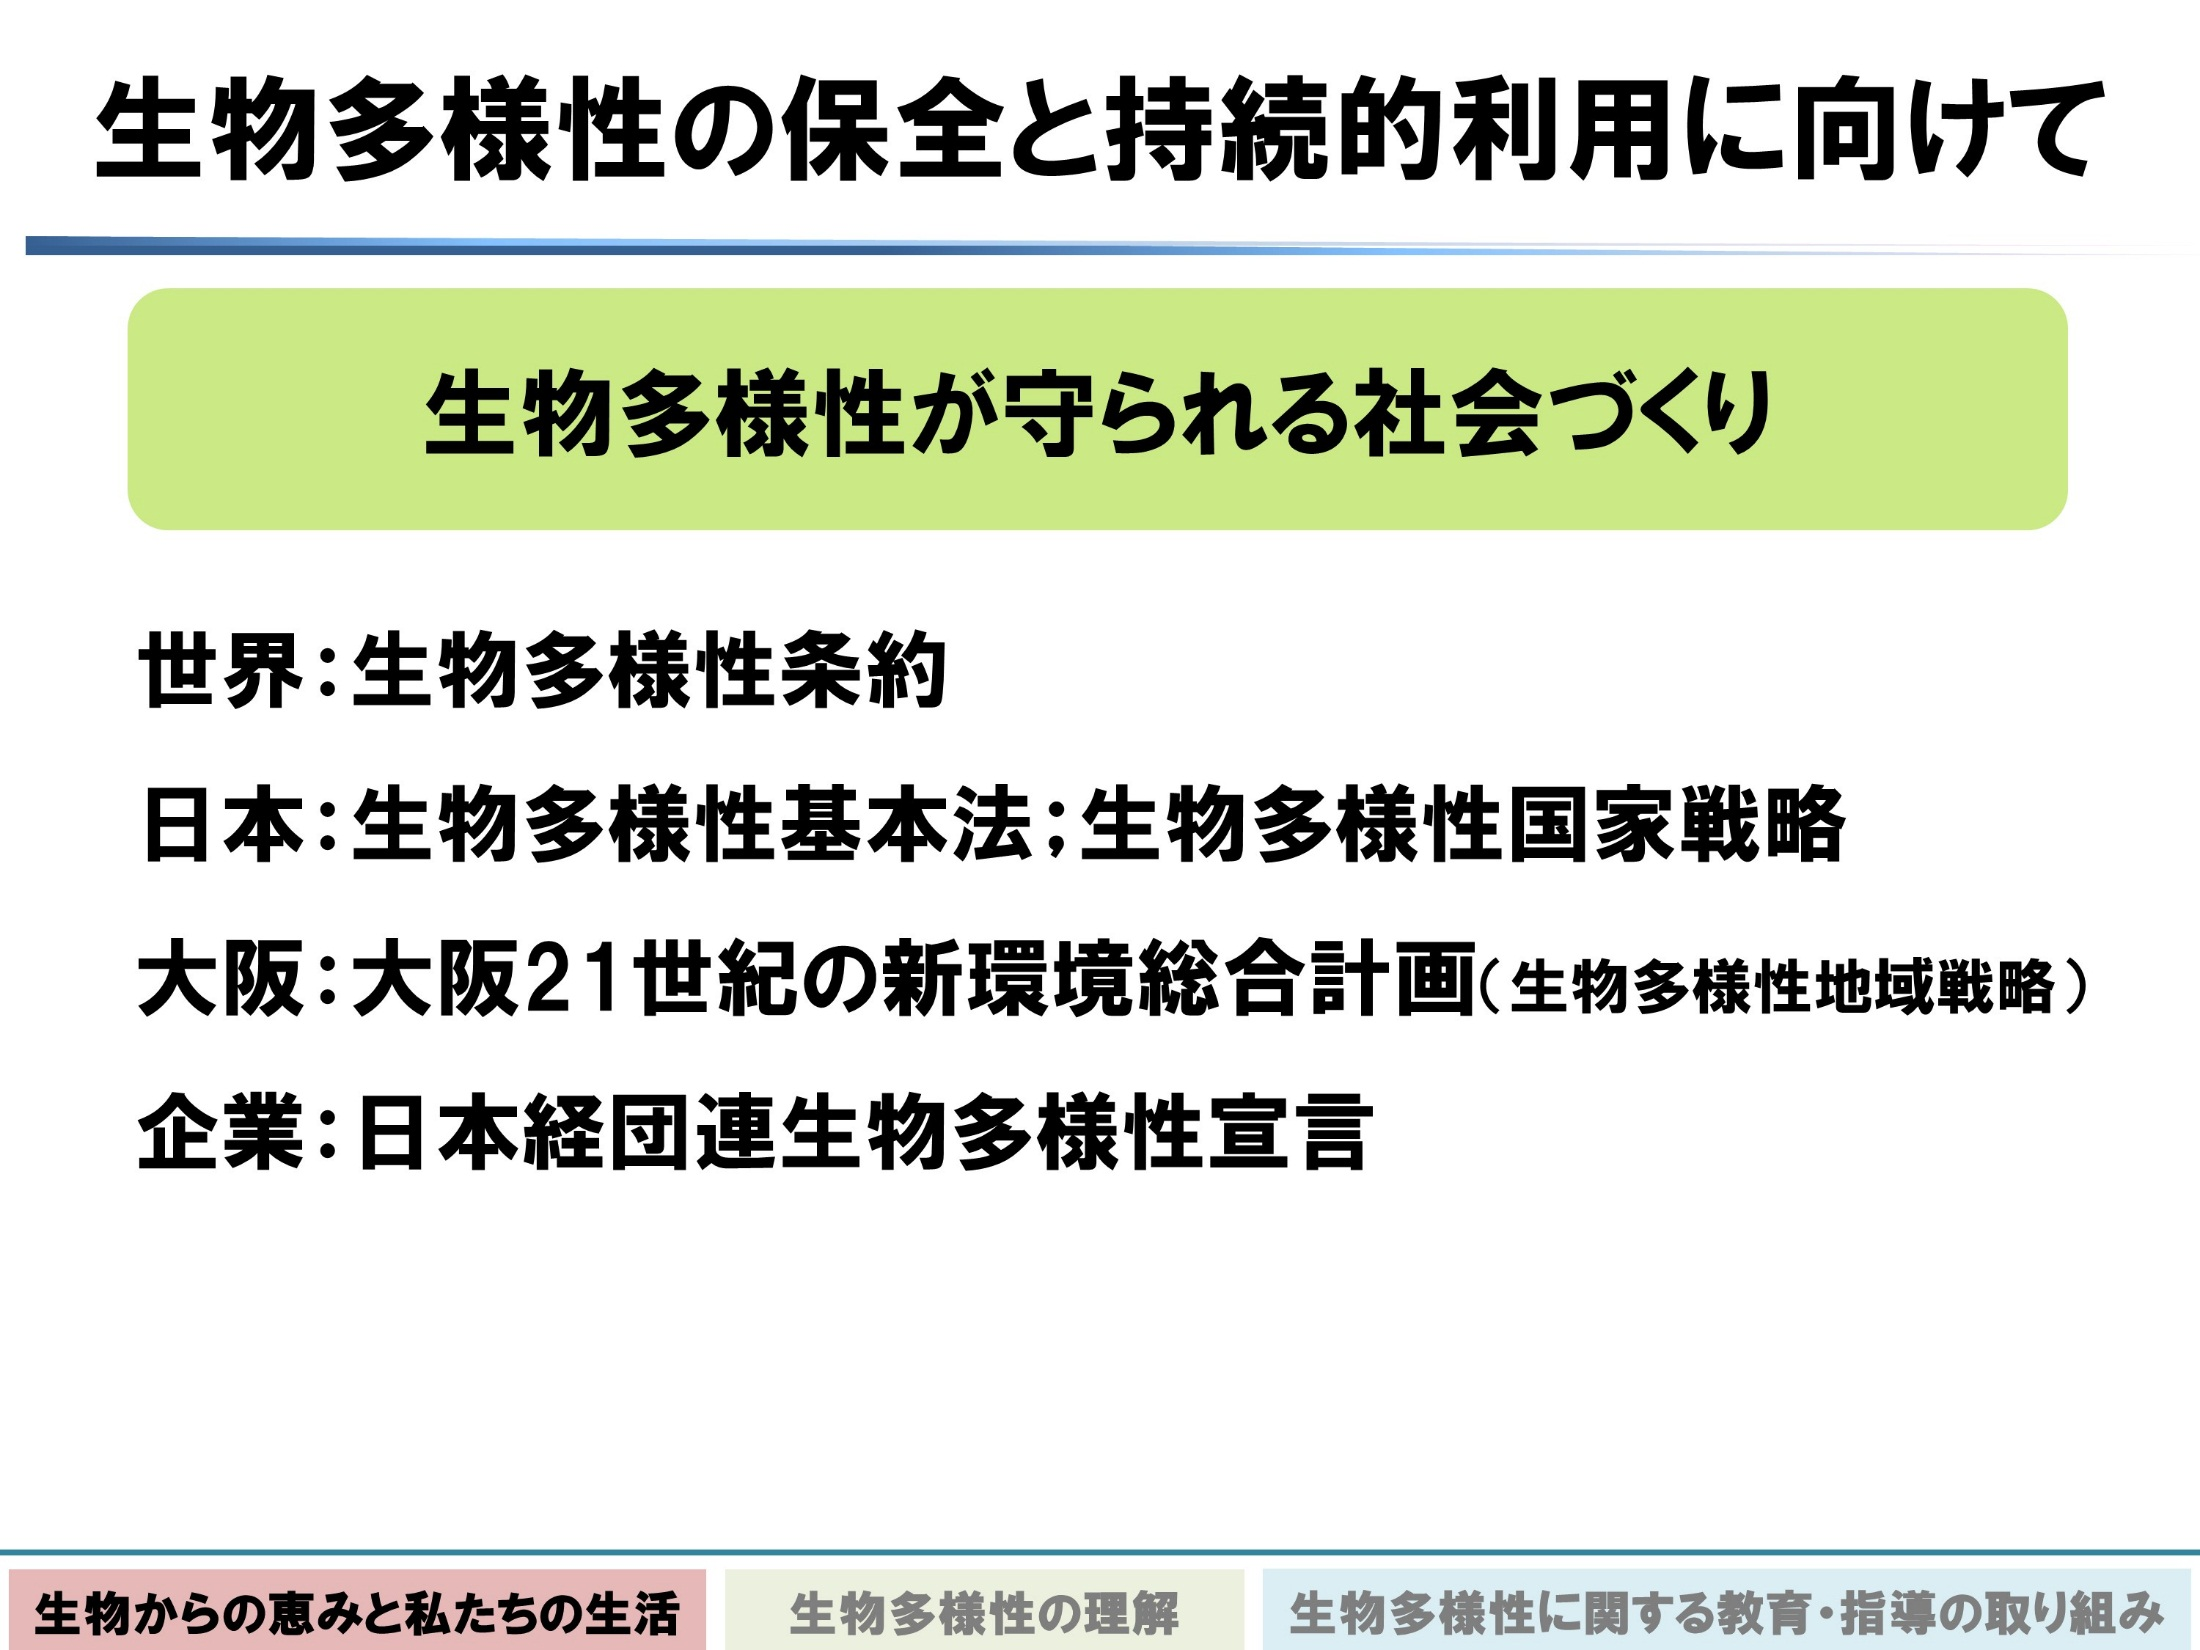 生物多様性の保全と持続的利用に向けて
生物多様性が守られる社会づくり
世界：生物多様性条約
日本：生物多様性基本法；生物多様性国家戦略
大阪：大阪21世紀の新環境総合計画（生物多様性地域戦略）
企業：日本経団連生物多様性宣言
生物からの恵みと私たちの生活
生物多様性の理解
生物多様性に関する教育・指導の取り組み